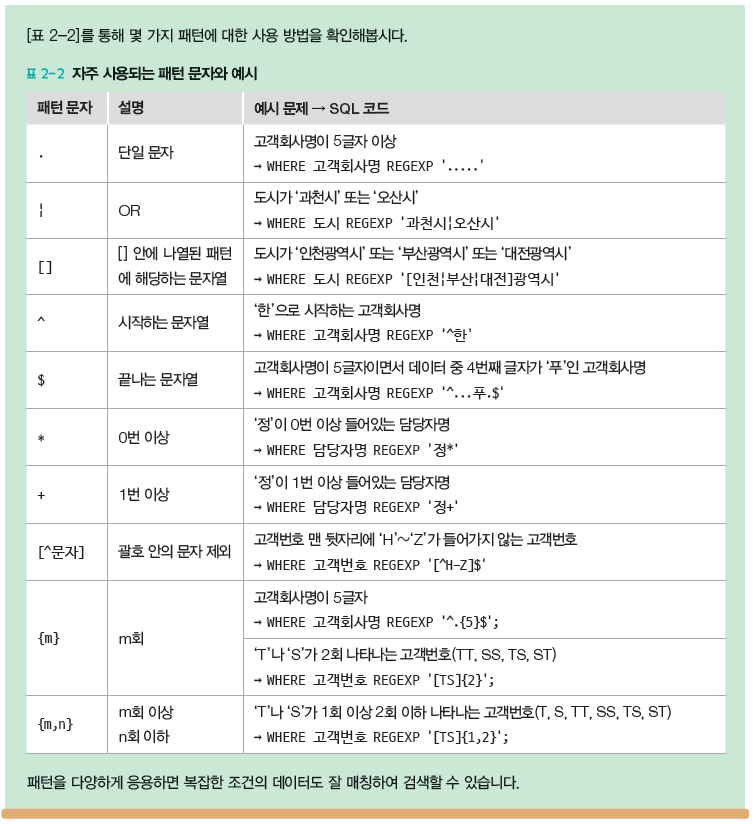 [표 2-2]를 통해 몇 가지 패턴에 대한 사용 방법을 확인해봅시다.
표 2-2 자주 사용되는 패턴 문자와 예시
패턴 문자 설명 예시 문제 → SQL 코드
. 단일 문자 고객회사명이 5글자 이상
→ WHERE 고객회사명 REGEXP '.....'
¦ OR 도시가 ‘과천시’ 또는 ‘오산시’
→ WHERE 도시 REGEXP '과천시¦오산시'
[] [] 안에 나열된 패턴 도시가 ‘인천광역시’ 또는 ‘부산광역시’ 또는 ‘대전광역시’
에 해당하는 문자열 → WHERE 도시 REGEXP '[인천¦부산¦대전]광역시'
^ 시작하는 문자열 ‘한’으로 시작하는 고객회사명
→ WHERE 고객회사명 REGEXP '^한'
$ 끝나는 문자열 고객회사명이 5글자이면서 데이터 중 4번째 글자가 ‘푸’인 고객회사명
→ WHERE 고객회사명 REGEXP '^...푸.$'
* 0번 이상 ‘정’이 0번 이상 들어있는 담당자명
→ WHERE 담당자명 REGEXP '정*'
+ 1번 이상 ‘정’이 1번 이상 들어있는 담당자명
→ WHERE 담당자명 REGEXP '정+'
[^문자] 괄호 안의 문자 제외 고객번호 맨 뒷자리에 ‘H’~‘Z’가 들어가지 않는 고객번호
→ WHERE 고객번호 REGEXP '[^H-Z]$'
{m} m회 고객회사명이 5글자
→ WHERE 고객회사명 REGEXP '^.{5}$';
‘T’나 ‘S’가 2회 나타나는 고객번호(TT, SS, TS, ST)
→ WHERE 고객번호 REGEXP '[TS]{2}';
{m,n} m회 이상 ‘T’나 ‘S’가 1회 이상 2회 이하 나타나는 고객번호(T, S, TT, SS, TS, ST)
n회 이하 → WHERE 고객번호 REGEXP '[TS]{1,2}';
패턴을 다양하게 응용하면 복잡한 조건의 데이터도 잘 매칭하여 검색할 수 있습니다.